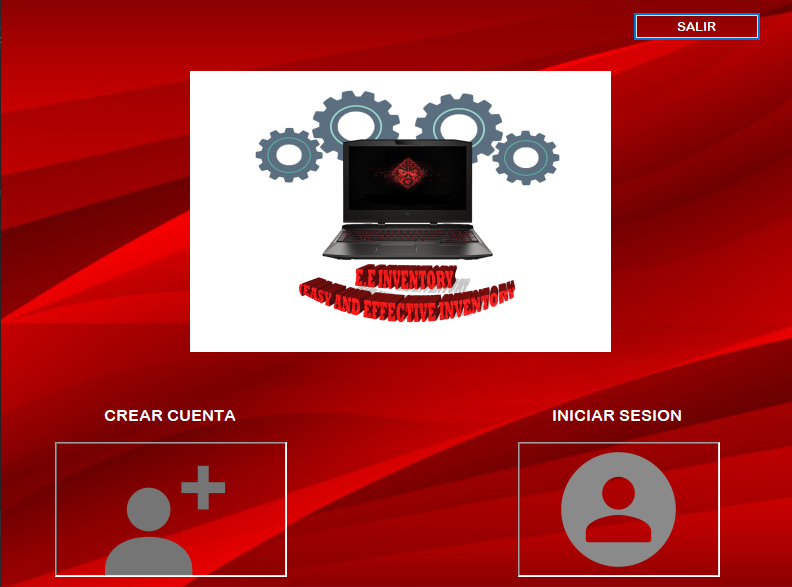 SALIR
E.E INVENTORY
(EASY AND EFFECTIVE INVENTORY)
CREAR CUENTA
INICIAR SESION